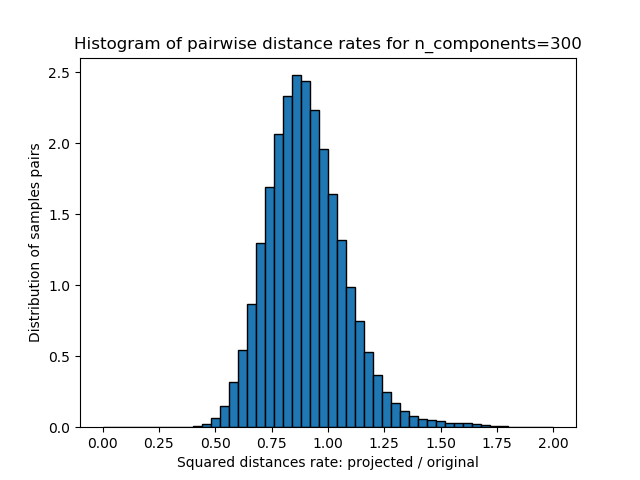 Histogram of pairwise distance rates for n_components=300
2.5
2.0
1.5
1.0
0.5
0.0
Distribution of samples pairs
0.00 0.25 0.50 0.75 1.00 1.25 1.50 1.75 2.00
Squared distances rate: projected / original